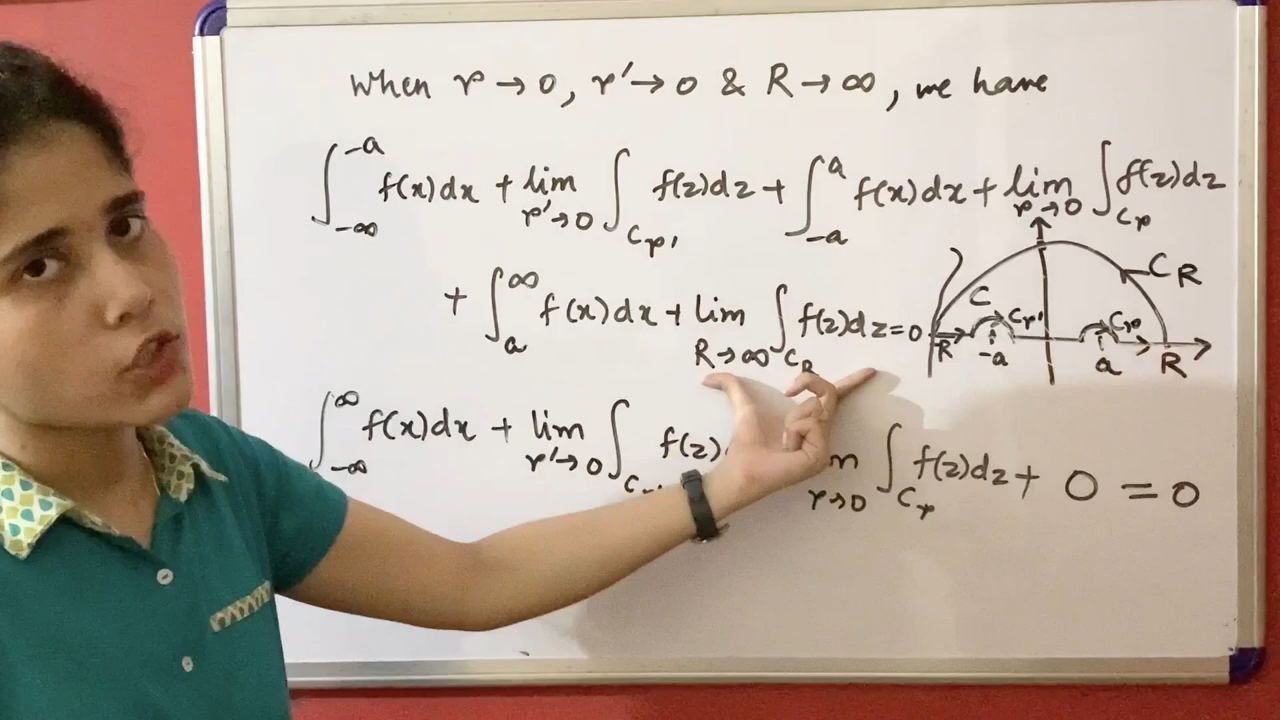 When r → 0, r' → 0 & R → ∞, we have
∫_{-∞}^{-a} f(x)dx + lim_{r'→0} ∫_{C_{r'}} f(z)dz + ∫_{-a}^{a} f(x)dx + lim_{r→0} ∫_{C_r} f(z)dz
+ ∫_{a}^{∞} f(x)dx + lim_{R→∞} ∫_{C_R} f(z)dz = 0
C_R
C C_{r'} C_r
R -a a R
∫_{-∞}^{∞} f(x)dx + lim_{r'→0} ∫ f(z) ∫_{C_r} f(z)dz + 0 = 0
r→0